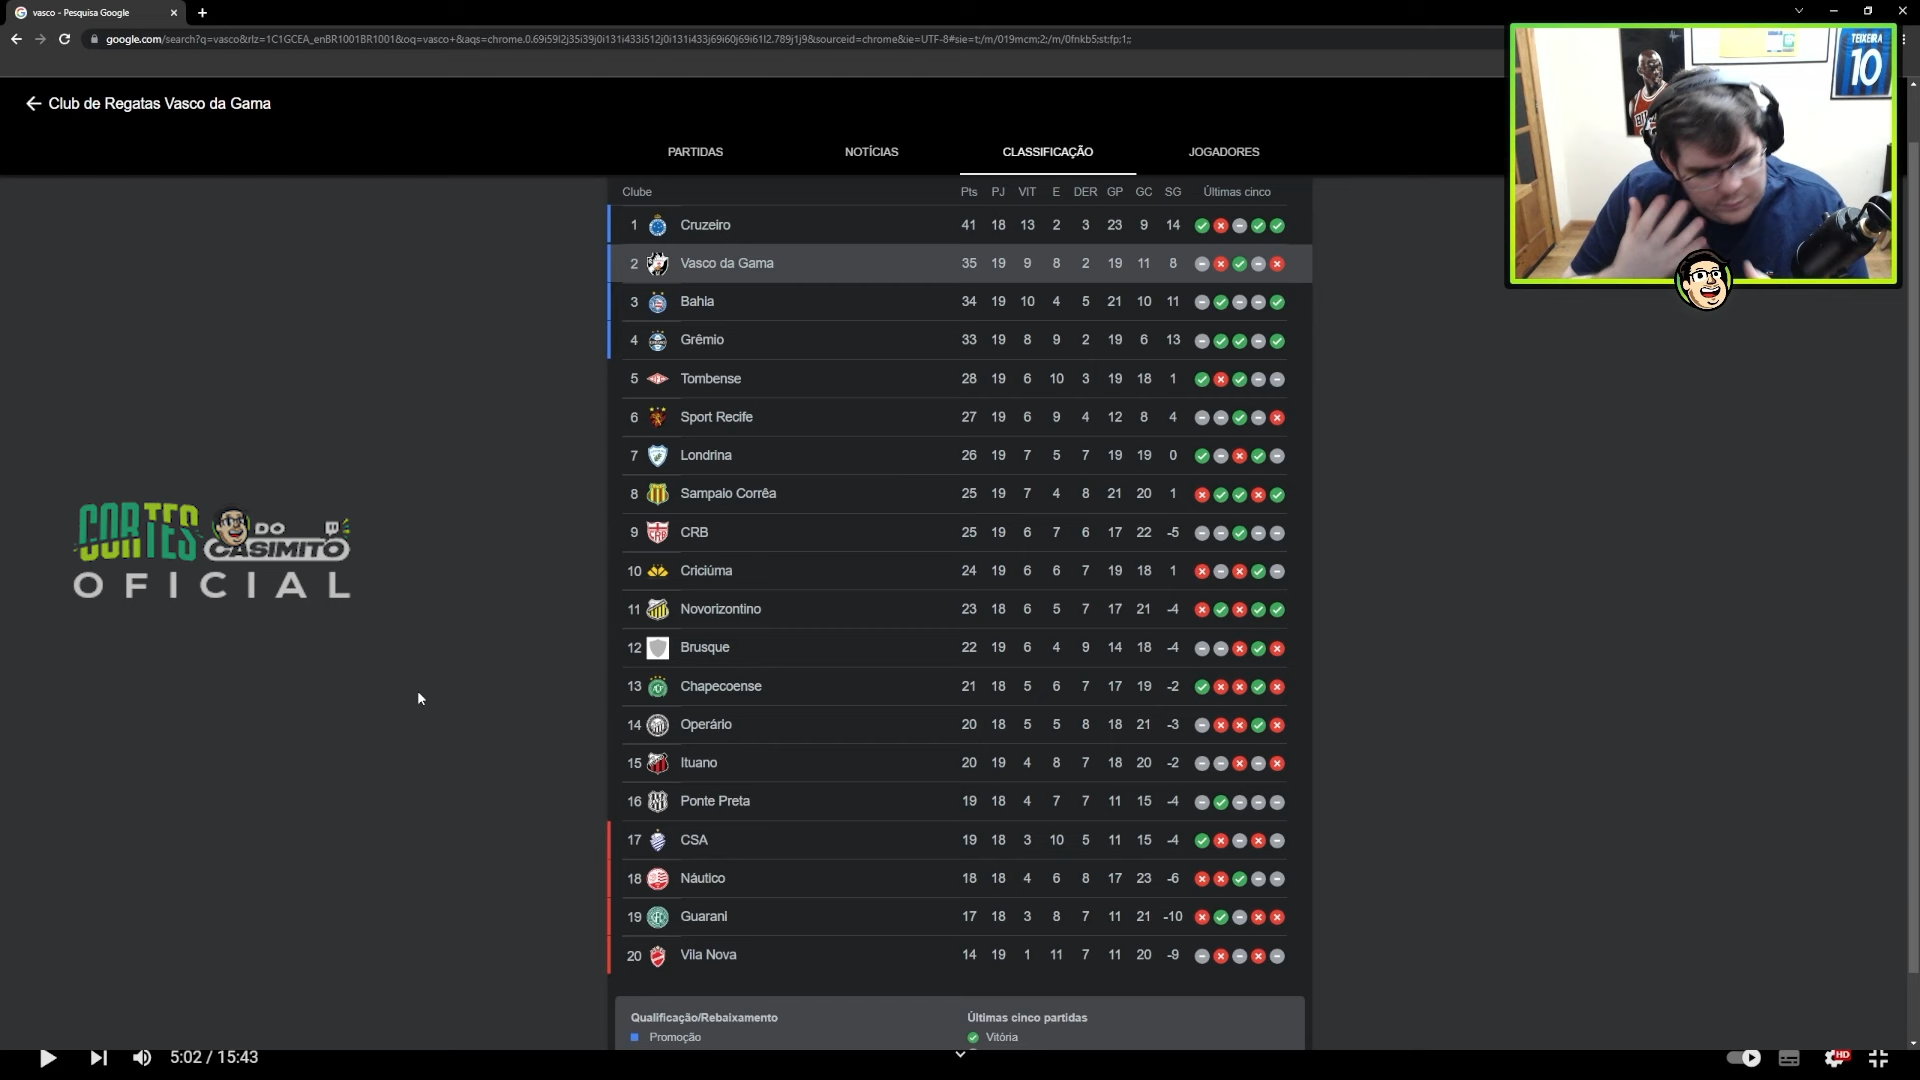 vasco - Pesquisa Google
google.com/search?q=vasco&rlz=1C1GCEA_enBR1001BR1001&oq=vasco+&aqs=chrome.0.69i59l2j35i39j0i131i433i512j0i131i433j69i60j69i61l2.789j1j9&sourceid=chrome&ie=UTF-8#sie=t;/m/019mcm;2;/m/0fnkb5;st;fp;1;;
TEIXEIRA
10
Club de Regatas Vasco da Gama
PARTIDAS NOTÍCIAS CLASSIFICAÇÃO JOGADORES
Clube Pts PJ VIT E DER GP GC SG Últimas cinco
1 Cruzeiro 41 18 13 2 3 23 9 14
2 Vasco da Gama 35 19 9 8 2 19 11 8
3 Bahia 34 19 10 4 5 21 10 11
4 Grêmio 33 19 8 9 2 19 6 13
5 Tombense 28 19 6 10 3 19 18 1
6 Sport Recife 27 19 6 9 4 12 8 4
7 Londrina 26 19 7 5 7 19 19 0
8 Sampaio Corrêa 25 19 7 4 8 21 20 1
9 CRB 25 19 6 7 6 17 22 -5
10 Criciúma 24 19 6 6 7 19 18 1
11 Novorizontino 23 18 6 5 7 17 21 -4
12 Brusque 22 19 6 4 9 14 18 -4
13 Chapecoense 21 18 5 6 7 17 19 -2
14 Operário 20 18 5 5 8 18 21 -3
15 Ituano 20 19 4 8 7 18 20 -2
16 Ponte Preta 19 18 4 7 7 11 15 -4
17 CSA 19 18 3 10 5 11 15 -4
18 Náutico 18 18 4 6 8 17 23 -6
19 Guarani 17 18 3 8 7 11 21 -10
20 Vila Nova 14 19 1 11 7 11 20 -9
CORTES DO
CASIMITO
OFICIAL
Qualificação/Rebaixamento Últimas cinco partidas
Promoção Vitória
5:02 / 15:43
HD